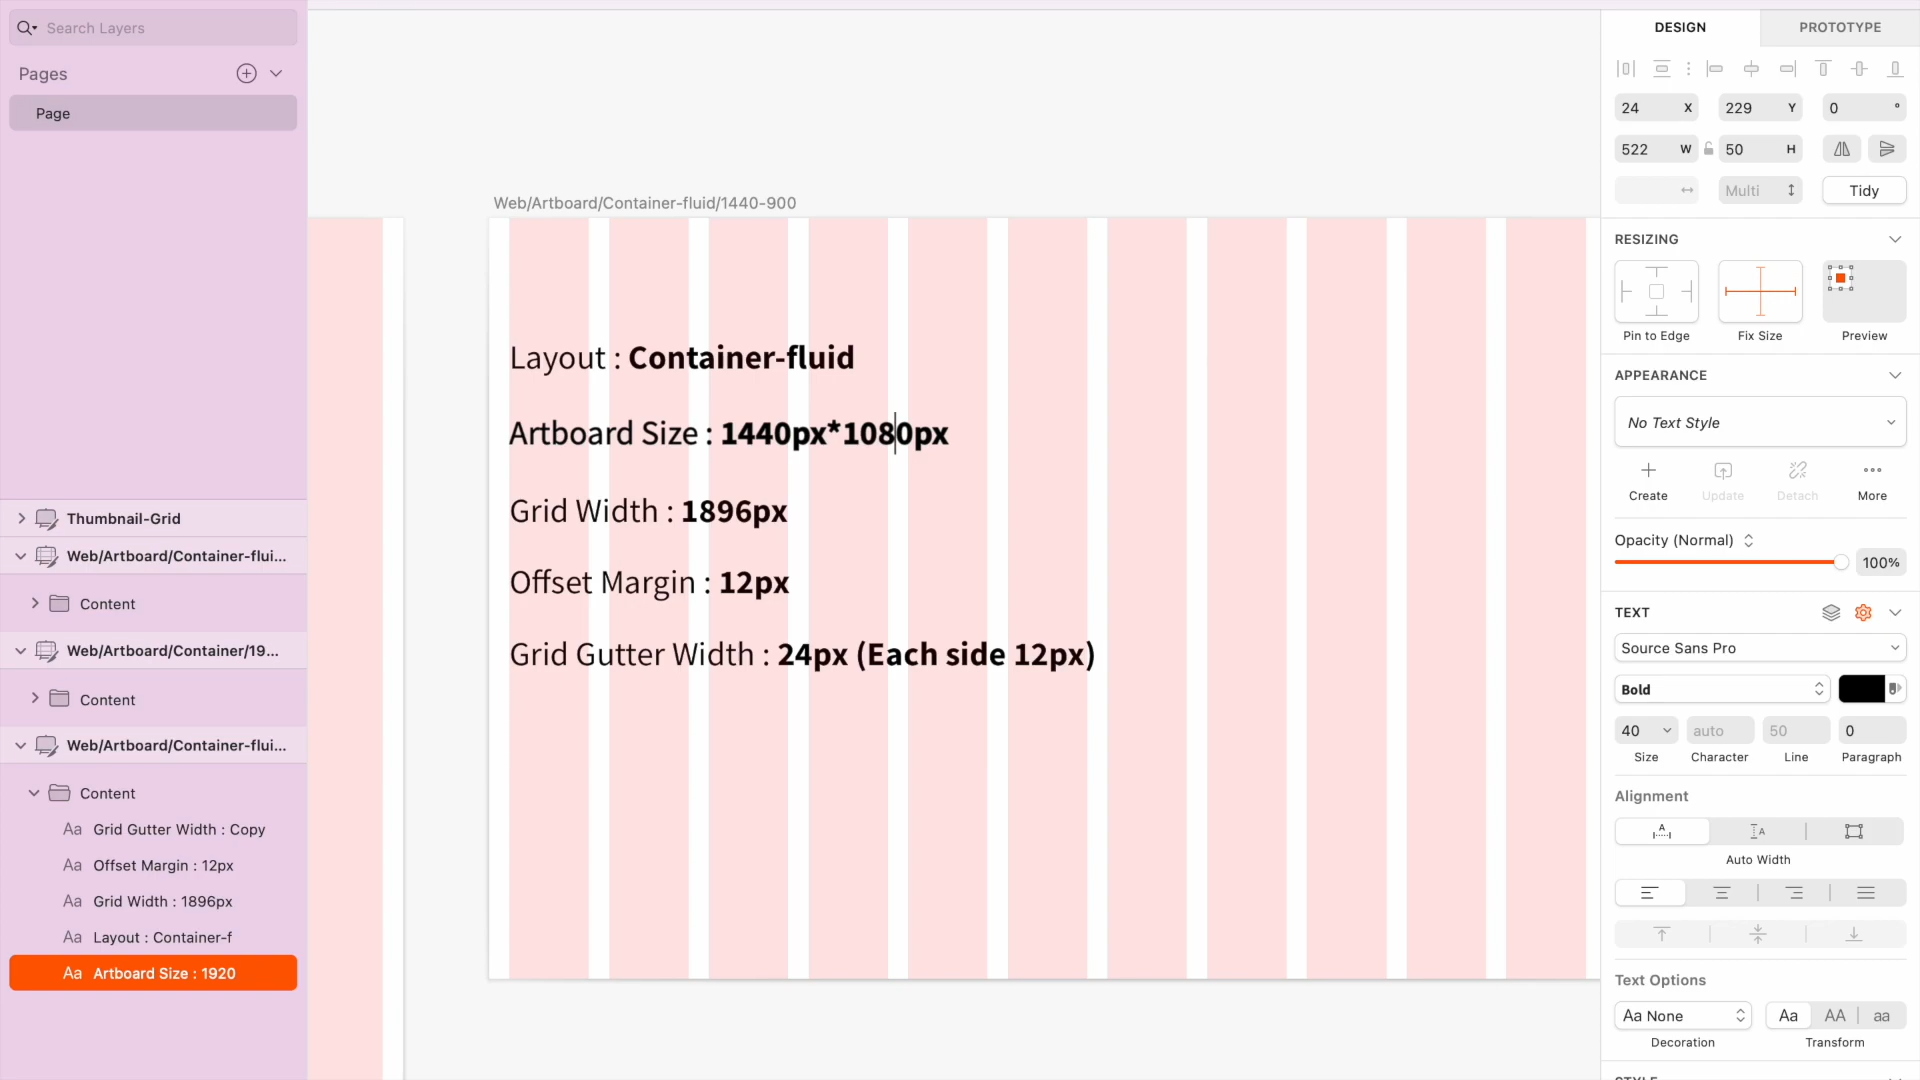 Search Layers
Pages
Page
Thumbnail-Grid
Web/Artboard/Container-flui...
Content
Web/Artboard/Container/19...
Content
Web/Artboard/Container-flui...
Content
Aa Grid Gutter Width : Copy
Aa Offset Margin : 12px
Aa Grid Width : 1896px
Aa Layout : Container-f
Aa Artboard Size : 1920
Web/Artboard/Container-fluid/1440-900
Layout : Container-fluid
Artboard Size : 1440px*1080px
Grid Width : 1896px
Offset Margin : 12px
Grid Gutter Width : 24px (Each side 12px)
DESIGN PROTOTYPE
24 X 229 Y 0 °
522 W 50 H
Multi Tidy
RESIZING
Pin to Edge Fix Size Preview
APPEARANCE
No Text Style
Create Update Detach More
Opacity (Normal)
100%
TEXT
Source Sans Pro
Bold
40 auto 50 0
Size Character Line Paragraph
Alignment
Auto Width
Text Options
Aa None Aa AA aa
Decoration Transform
STYLE